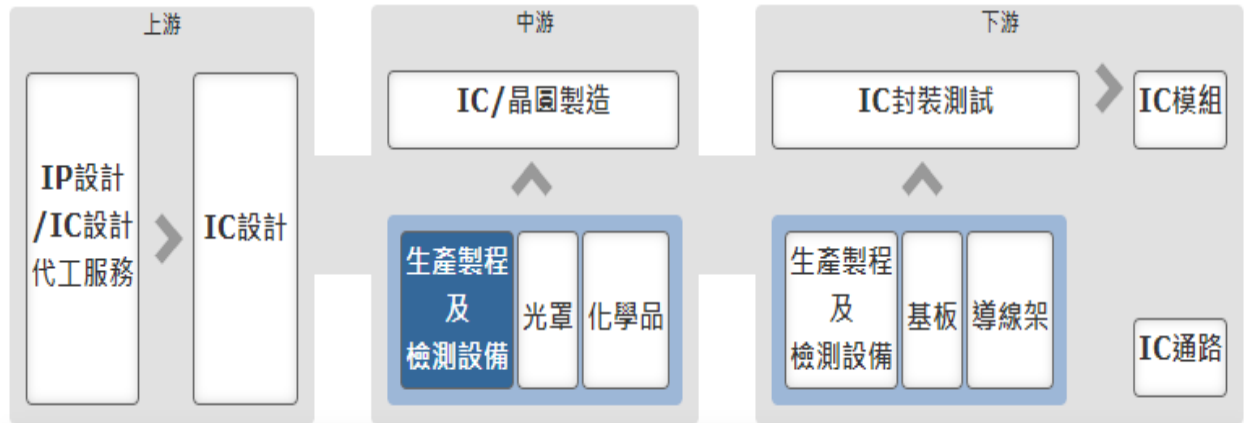 上游
IP設計
/IC設計
代工服務
IC設計
中游
IC/晶圓製造
生產製程
及
檢測設備
光罩
化學品
下游
IC封裝測試
IC模組
生產製程
及
檢測設備
基板
導線架
IC通路